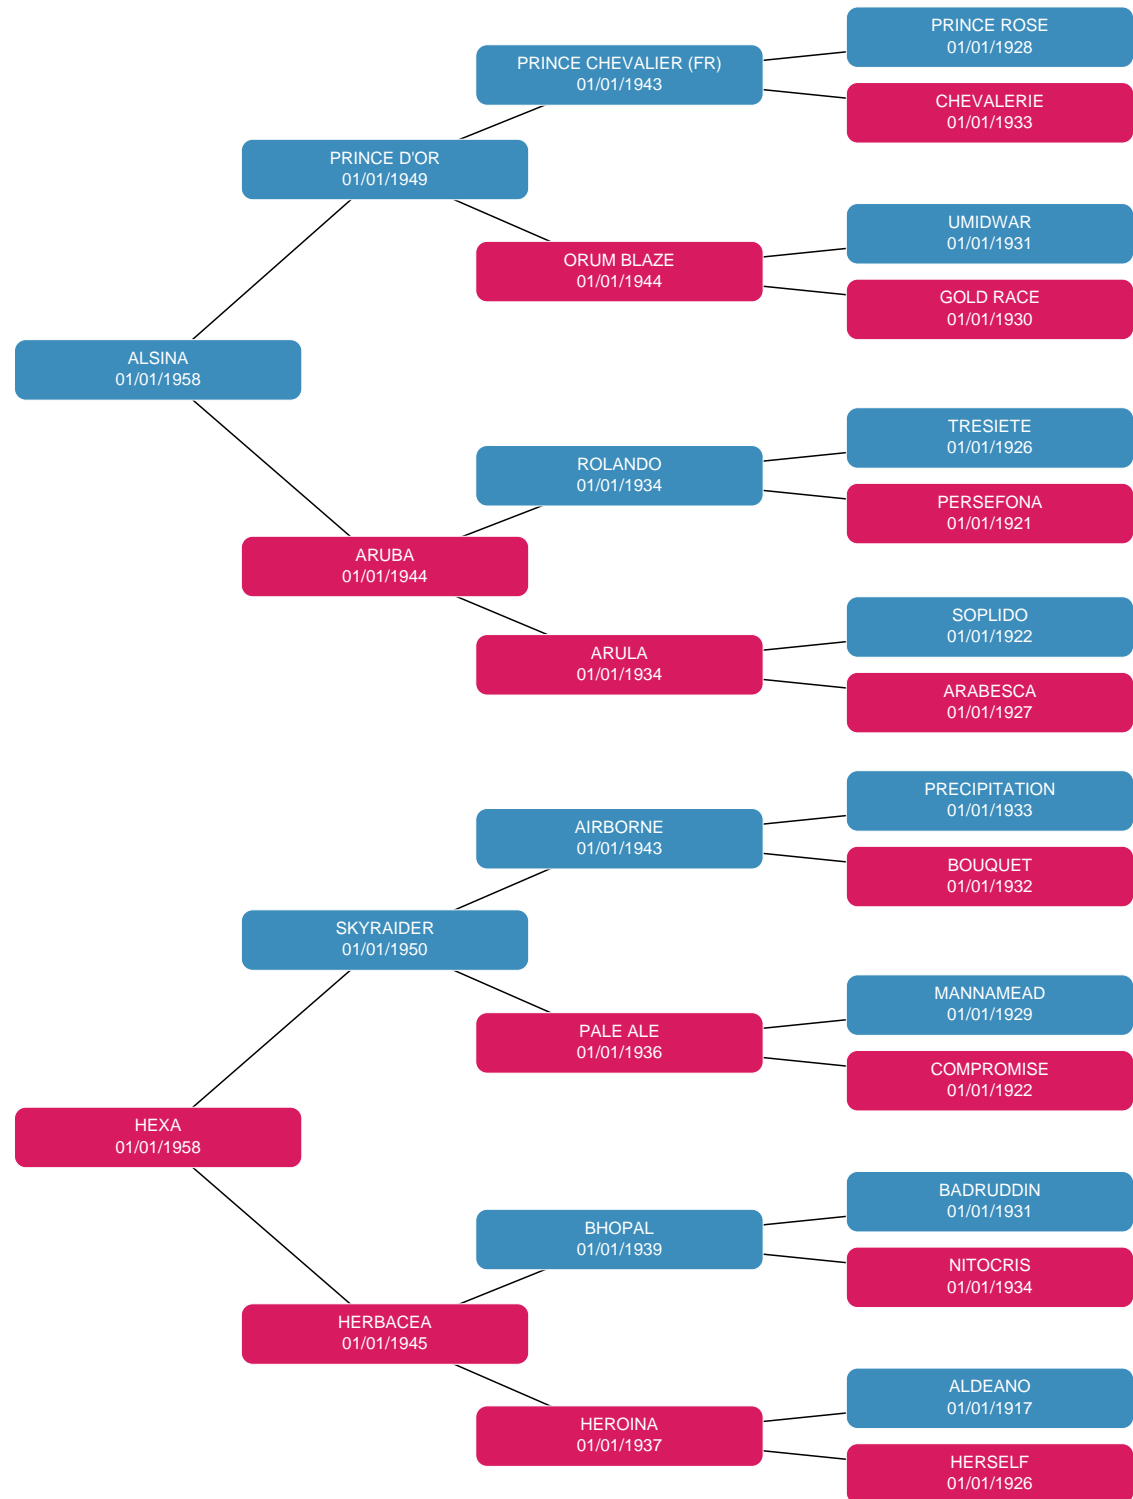 PRINCE ROSE
01/01/1928
PRINCE CHEVALIER (FR)
01/01/1943
CHEVALERIE
01/01/1933
PRINCE D'OR
01/01/1949
UMIDWAR
01/01/1931
ORUM BLAZE
01/01/1944
GOLD RACE
01/01/1930
ALSINA
01/01/1958
TRESIETE
01/01/1926
ROLANDO
01/01/1934
PERSEFONA
01/01/1921
ARUBA
01/01/1944
SOPLIDO
01/01/1922
ARULA
01/01/1934
ARABESCA
01/01/1927
PRECIPITATION
01/01/1933
AIRBORNE
01/01/1943
BOUQUET
01/01/1932
SKYRAIDER
01/01/1950
MANNAMEAD
01/01/1929
PALE ALE
01/01/1936
COMPROMISE
01/01/1922
HEXA
01/01/1958
BADRUDDIN
01/01/1931
BHOPAL
01/01/1939
NITOCRIS
01/01/1934
HERBACEA
01/01/1945
ALDEANO
01/01/1917
HEROINA
01/01/1937
HERSELF
01/01/1926